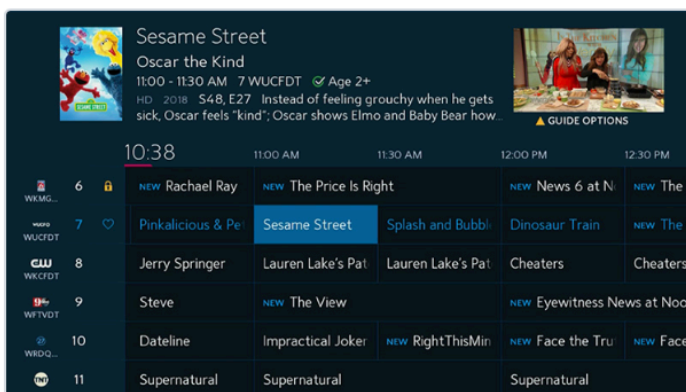 Sesame Street
Oscar the Kind
11:00 - 11:30 AM 7 WUCFDT Age 2+
HD 2018 S48, E27 Instead of feeling grouchy when he gets
sick, Oscar feels "kind"; Oscar shows Elmo and Baby Bear how...
SESAME STREET
GUIDE OPTIONS
10:38 11:00 AM 11:30 AM 12:00 PM 12:30 PM
WKMG... 6 NEW Rachael Ray NEW The Price Is Right NEW News 6 at N NEW The
WUCFDT 7 Pinkalicious & Pet Sesame Street Splash and Bubbl Dinosaur Train NEW The
CW WKCFDT 8 Jerry Springer Lauren Lake's Pat Lauren Lake's Pat Cheaters Cheaters
9 WFTVDT 9 Steve NEW The View NEW Eyewitness News at Noo
WRDQ... 10 Dateline Impractical Joker NEW RightThisMin NEW Face the Tru NEW Face
TNT 11 Supernatural Supernatural Supernatural